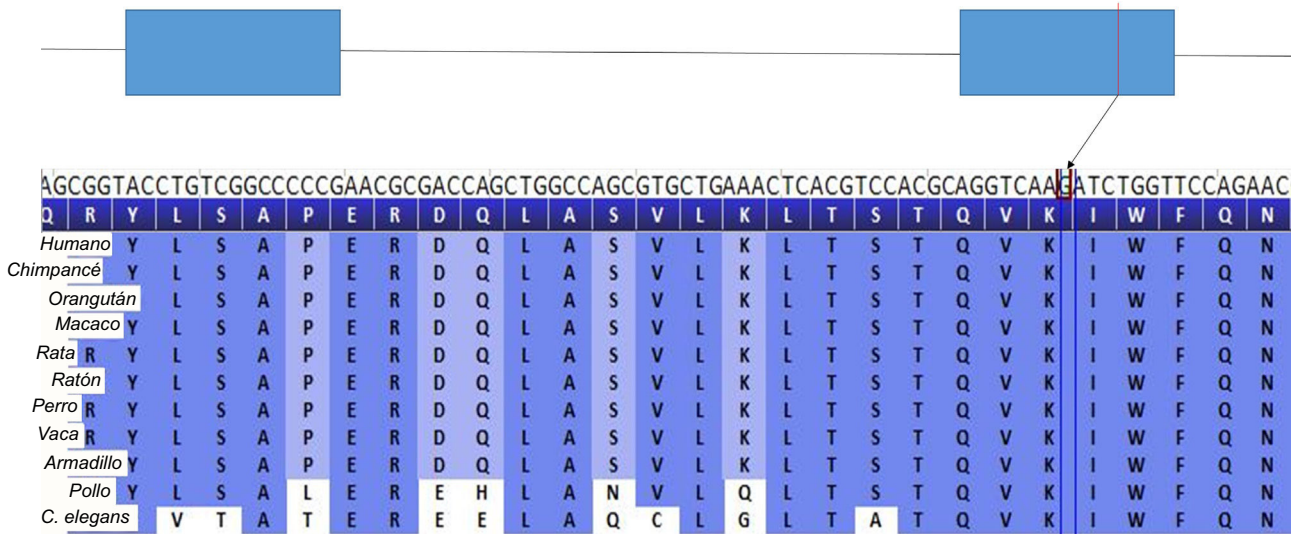 AGCGGTACCTGTCGGCCCCCGAACGCGACCAGCTGGCCAGCGTGCTGAAACTCACGTCCACGCAGGTCAAGATCTGGTTCCAGAAC
Q R Y L S A P E R D Q L A S V L K L T S T Q V K I W F Q N
Humano Y L S A P E R D Q L A S V L K L T S T Q V K I W F Q N
Chimpancé Y L S A P E R D Q L A S V L K L T S T Q V K I W F Q N
Orangután L S A P E R D Q L A S V L K L T S T Q V K I W F Q N
Macaco Y L S A P E R D Q L A S V L K L T S T Q V K I W F Q N
Rata R Y L S A P E R D Q L A S V L K L T S T Q V K I W F Q N
Ratón Y L S A P E R D Q L A S V L K L T S T Q V K I W F Q N
Perro R Y L S A P E R D Q L A S V L K L T S T Q V K I W F Q N
Vaca R Y L S A P E R D Q L A S V L K L T S T Q V K I W F Q N
Armadillo Y L S A P E R D Q L A S V L K L T S T Q V K I W F Q N
Pollo Y L S A L E R E H L A N V L Q L T S T Q V K I W F Q N
C. elegans V T A T E R E E L A Q C L G L T A T Q V K I W F Q N